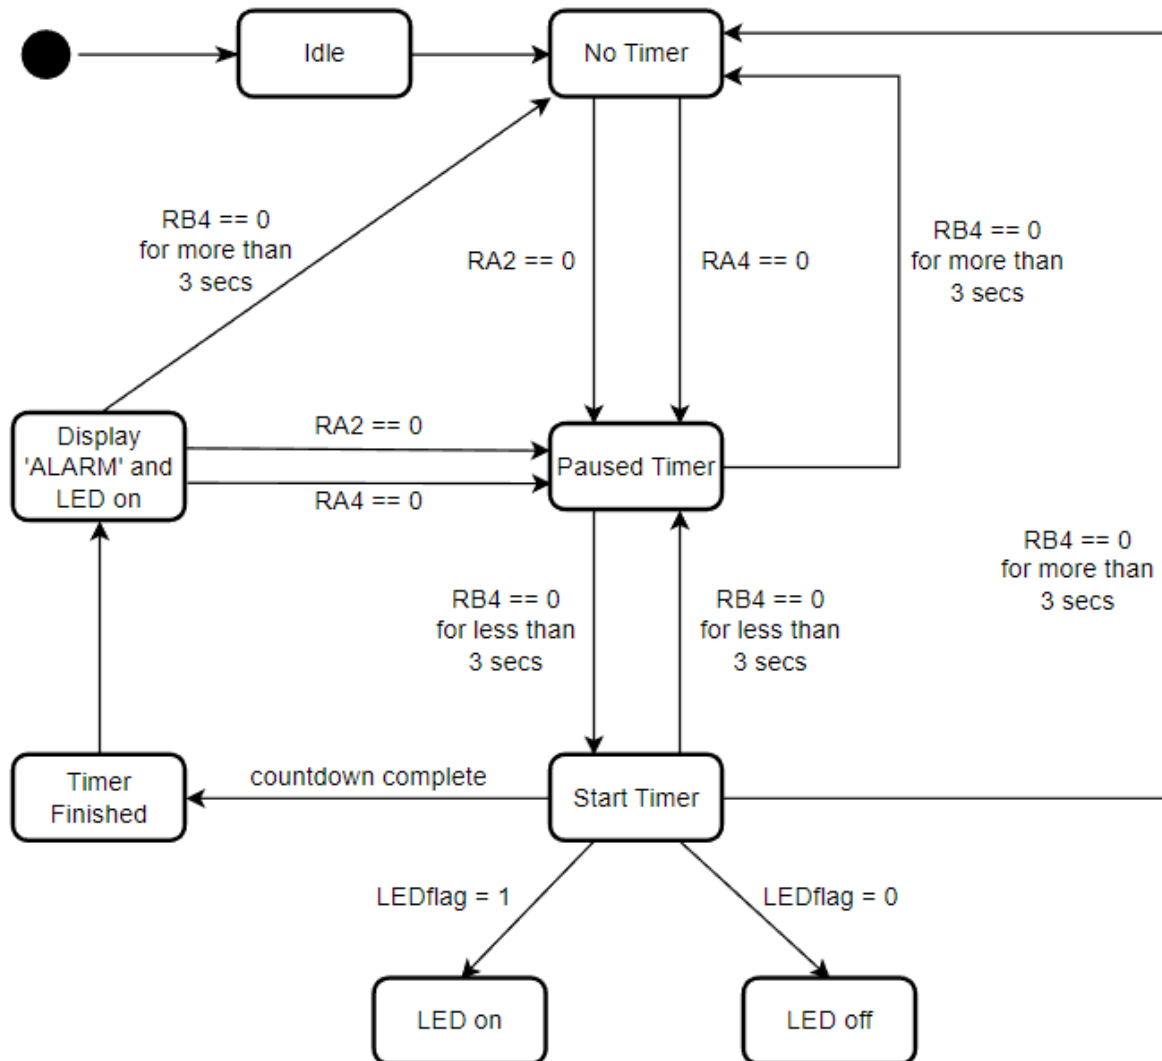 Idle
No Timer
RB4 == 0
for more than
3 secs
RA2 == 0
RA4 == 0
RB4 == 0
for more than
3 secs
Display
'ALARM' and
LED on
RA2 == 0
RA4 == 0
Paused Timer
RB4 == 0
for less than
3 secs
RB4 == 0
for less than
3 secs
RB4 == 0
for more than
3 secs
Timer
Finished
countdown complete
Start Timer
LEDflag = 1
LEDflag = 0
LED on
LED off